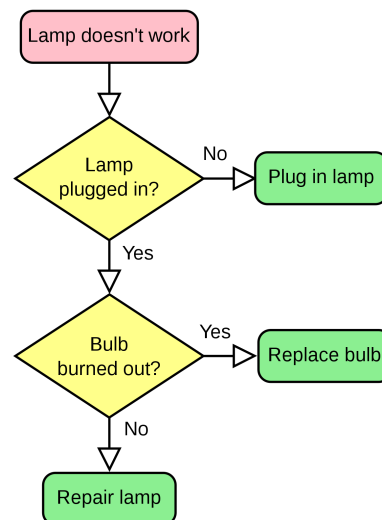 Lamp doesn't work
Lamp
plugged in?
No
Plug in lamp
Yes
Bulb
burned out?
Yes
Replace bulb
No
Repair lamp